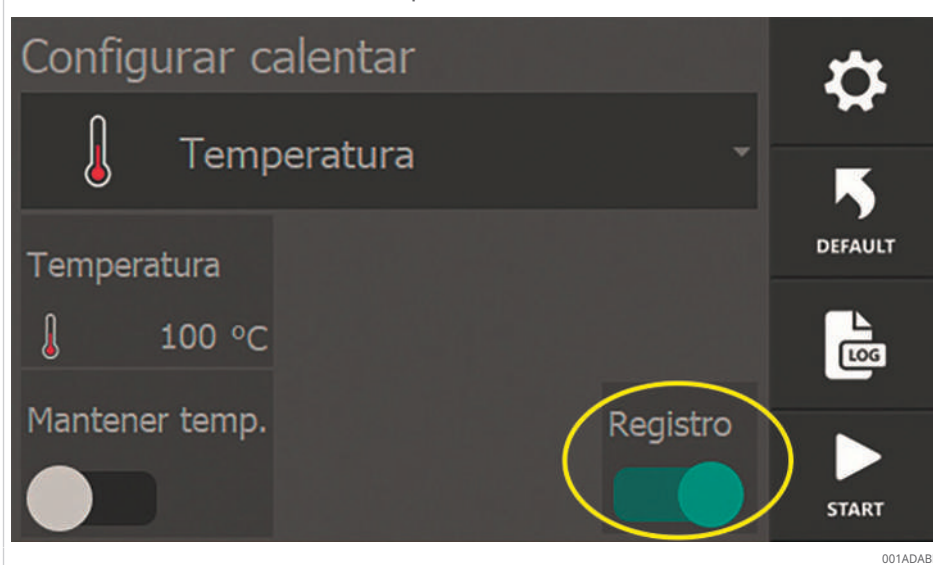 Configurar calentar
Temperatura
DEFAULT
Temperatura
100 °C
LOG
Mantener temp.
Registro
START
001ADAB